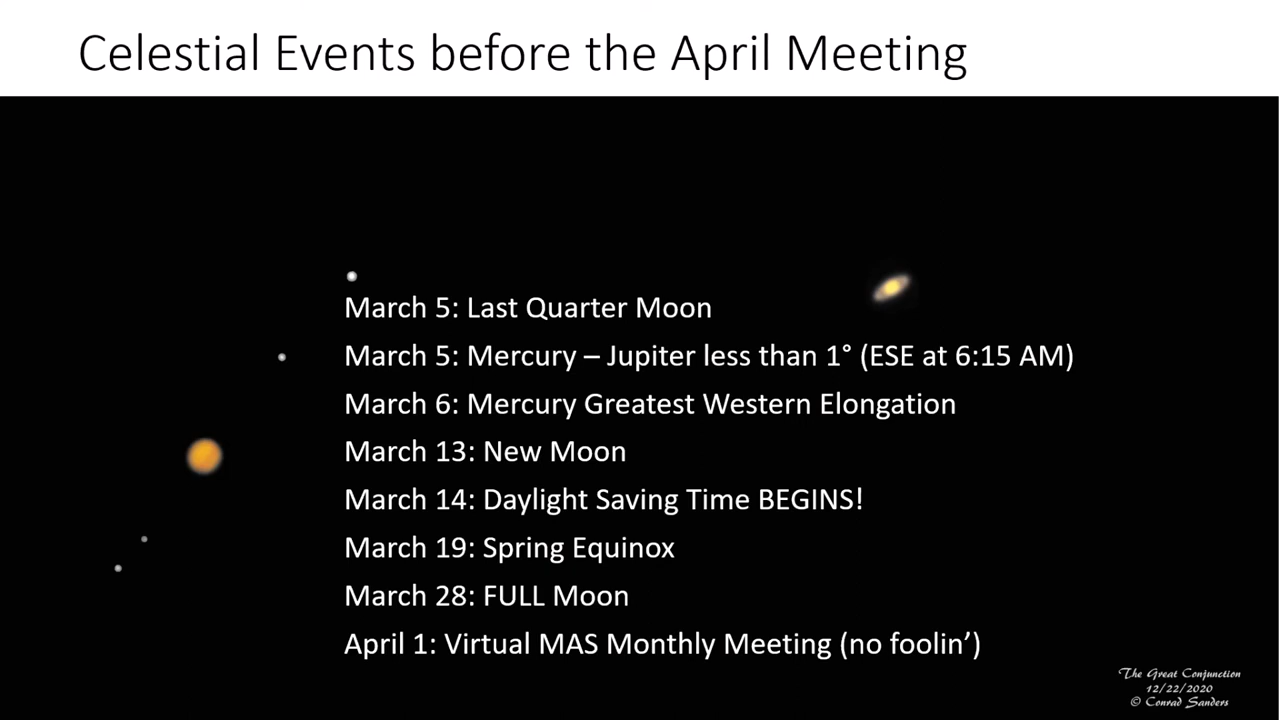 Celestial Events before the April Meeting
March 5: Last Quarter Moon
March 5: Mercury – Jupiter less than 1° (ESE at 6:15 AM)
March 6: Mercury Greatest Western Elongation
March 13: New Moon
March 14: Daylight Saving Time BEGINS!
March 19: Spring Equinox
March 28: FULL Moon
April 1: Virtual MAS Monthly Meeting (no foolin’)
The Great Conjunction
12/22/2020
© Conrad Sanders